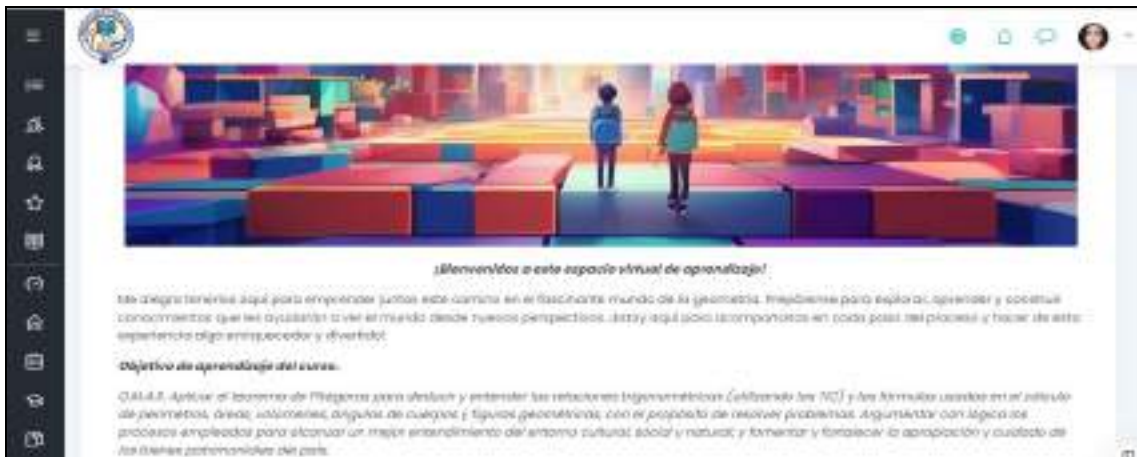 ¡Bienvenidos a este espacio virtual de aprendizaje!
Me alegra tenerlos aquí para emprender juntos este camino en el fascinante mundo de la geometría. Prepárense para explorar, aprender y construir
conocimientos que les ayudarán a ver el mundo desde nuevas perspectivas. ¡Estoy aquí para acompañarlos en cada paso del proceso y hacer de esta
experiencia algo enriquecedor y divertido!
Objetivo de aprendizaje del curso.
Aplicar el teorema de Pitágoras para deducir y entender las relaciones trigonométricas (utilizando las TIC) y las fórmulas usadas en el cálculo
de perímetros, áreas, volúmenes, ángulos de cuerpos y figuras geométricas, con el propósito de resolver problemas. Argumentar con lógica los
procesos empleados para alcanzar un mejor entendimiento del entorno cultural, social y natural; y fomentar y fortalecer la apropiación y cuidado de
los bienes patrimoniales del país.